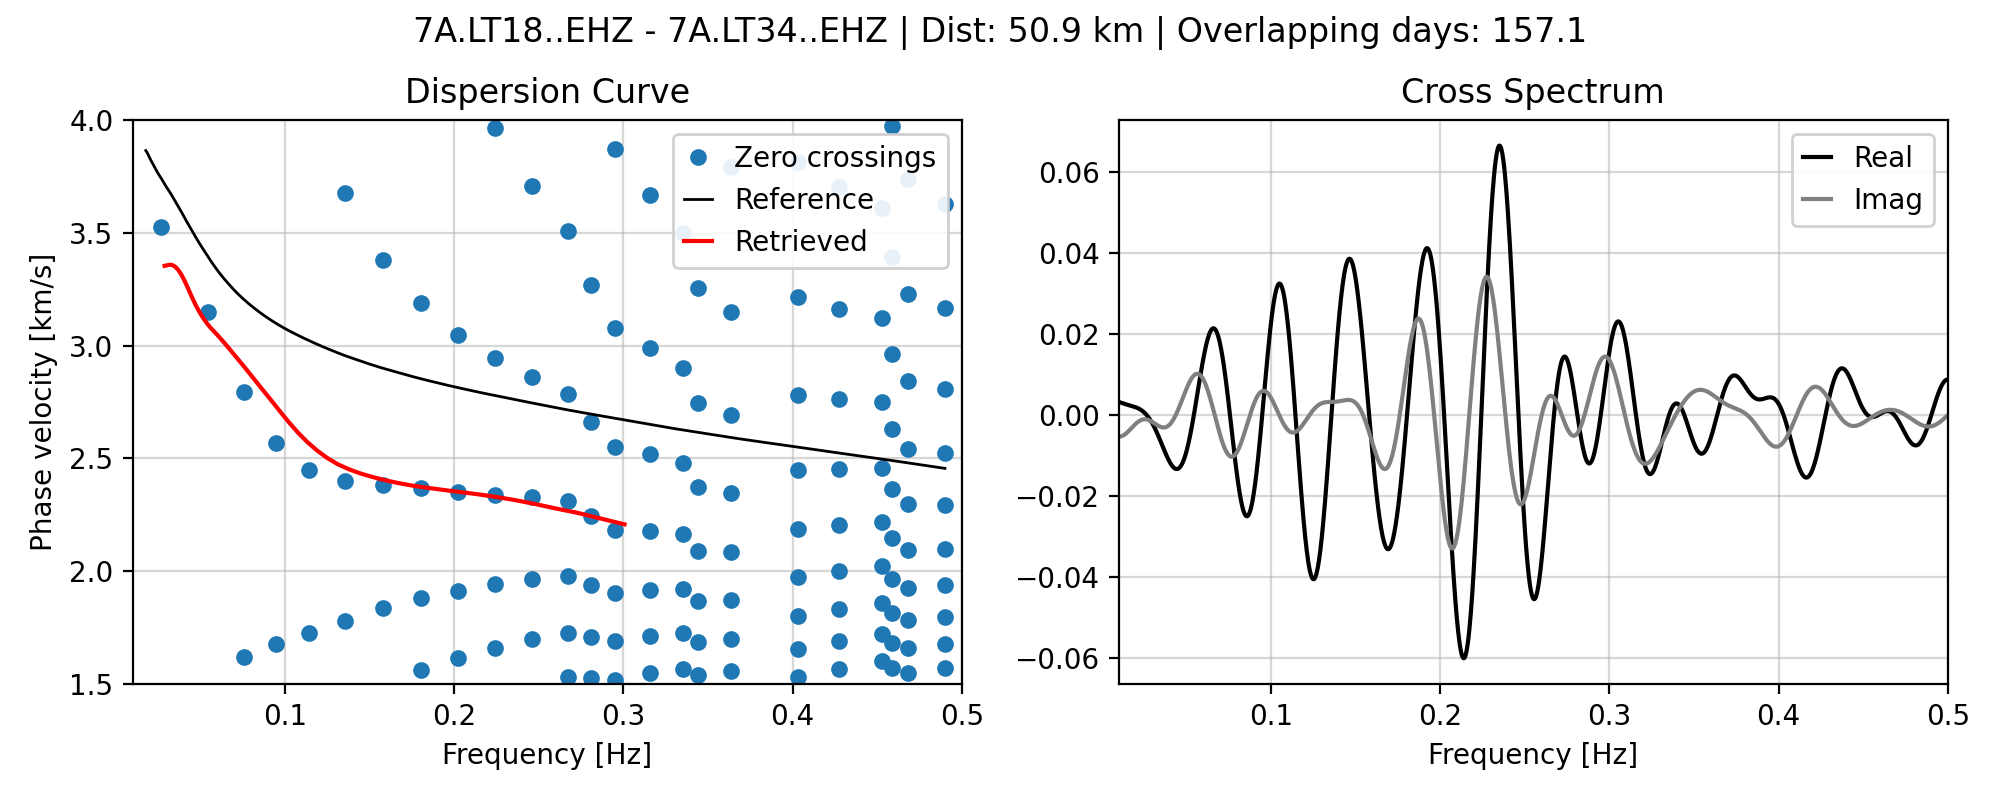 7A.LT18..EHZ - 7A.LT34..EHZ | Dist: 50.9 km | Overlapping days: 157.1
Dispersion Curve
4.0
3.5
3.0
2.5
2.0
1.5
Phase velocity [km/s]
Zero crossings
Reference
Retrieved
0.1
0.2
0.3
0.4
0.5
Frequency [Hz]
Cross Spectrum
0.06
0.04
0.02
0.00
−0.02
−0.04
−0.06
Real
Imag
0.1
0.2
0.3
0.4
0.5
Frequency [Hz]